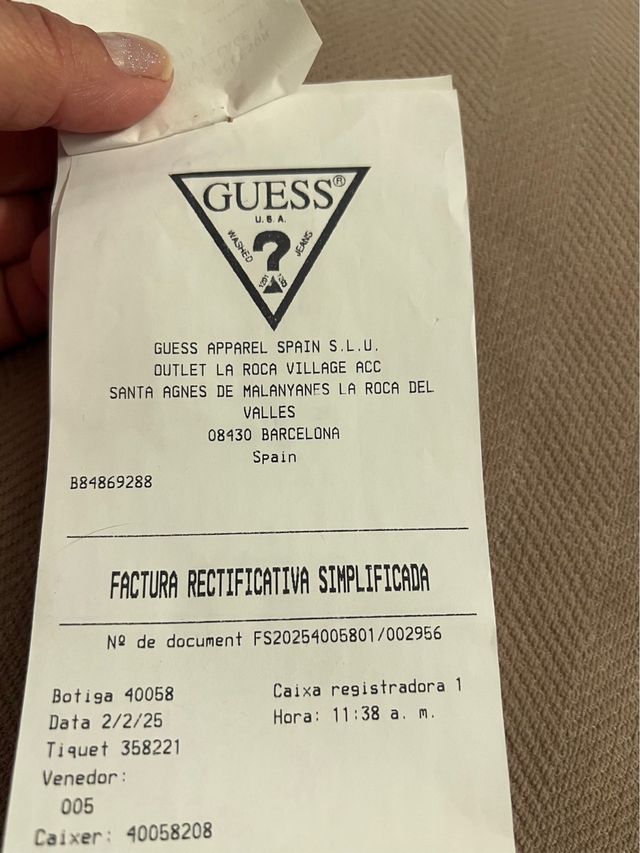 GUESS®
U.S.A.
WASHED JEANS
?
GUESS APPAREL SPAIN S.L.U.
OUTLET LA ROCA VILLAGE ACC
SANTA AGNES DE MALANYANES LA ROCA DEL
VALLES
08430 BARCELONA
Spain
B84869288
FACTURA RECTIFICATIVA SIMPLIFICADA
Nº de document FS20254005801/002956
Botiga 40058 Caixa registradora 1
Data 2/2/25 Hora: 11:38 a. m.
Tiquet 358221
Venedor:
005
Caixer: 40058208